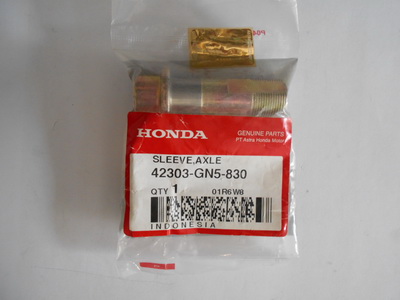 HONDA
GENUINE PARTS
PT Astra Honda Motor
SLEEVE,AXLE
42303-GN5-830
QTY 1 01R6W8
INDONESIA